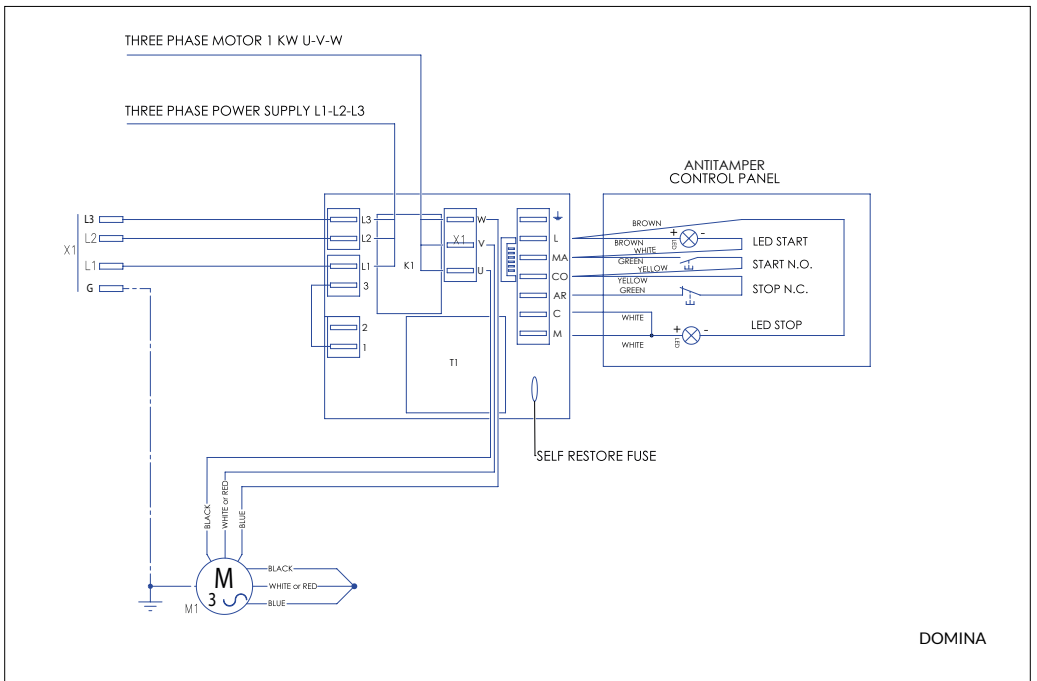 THREE PHASE MOTOR 1 KW U-V-W
THREE PHASE POWER SUPPLY L1-L2-L3
ANTITAMPER
CONTROL PANEL
X1
L3
L2
L1
G
L3
L2
L1
3
2
1
K1
X1
W
V
U
T1
L
MA
CO
AR
C
M
BROWN
+
-
LED
BROWN
WHITE
GREEN
YELLOW
YELLOW
GREEN
WHITE
WHITE
+
-
LED
LED START
START N.O.
STOP N.C.
LED STOP
SELF RESTORE FUSE
BLACK
WHITE or RED
BLUE
M
3
M1
BLACK
WHITE or RED
BLUE
DOMINA